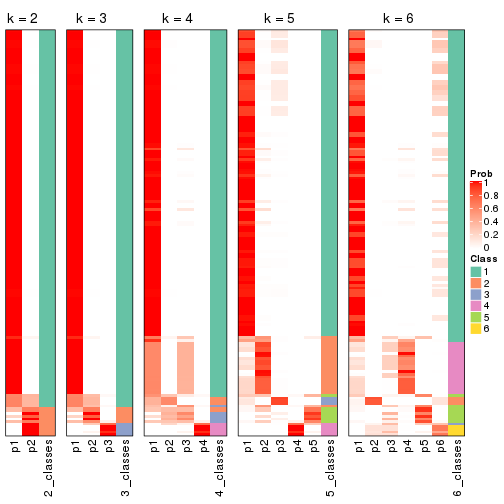 k = 2
k = 3
k = 4
k = 5
k = 6
p1
p2
2_classes
p1
p2
p3
3_classes
p1
p2
p3
p4
4_classes
p1
p2
p3
p4
p5
5_classes
p1
p2
p3
p4
p5
p6
6_classes
Prob
1
0.8
0.6
0.4
0.2
0
Class
1
2
3
4
5
6